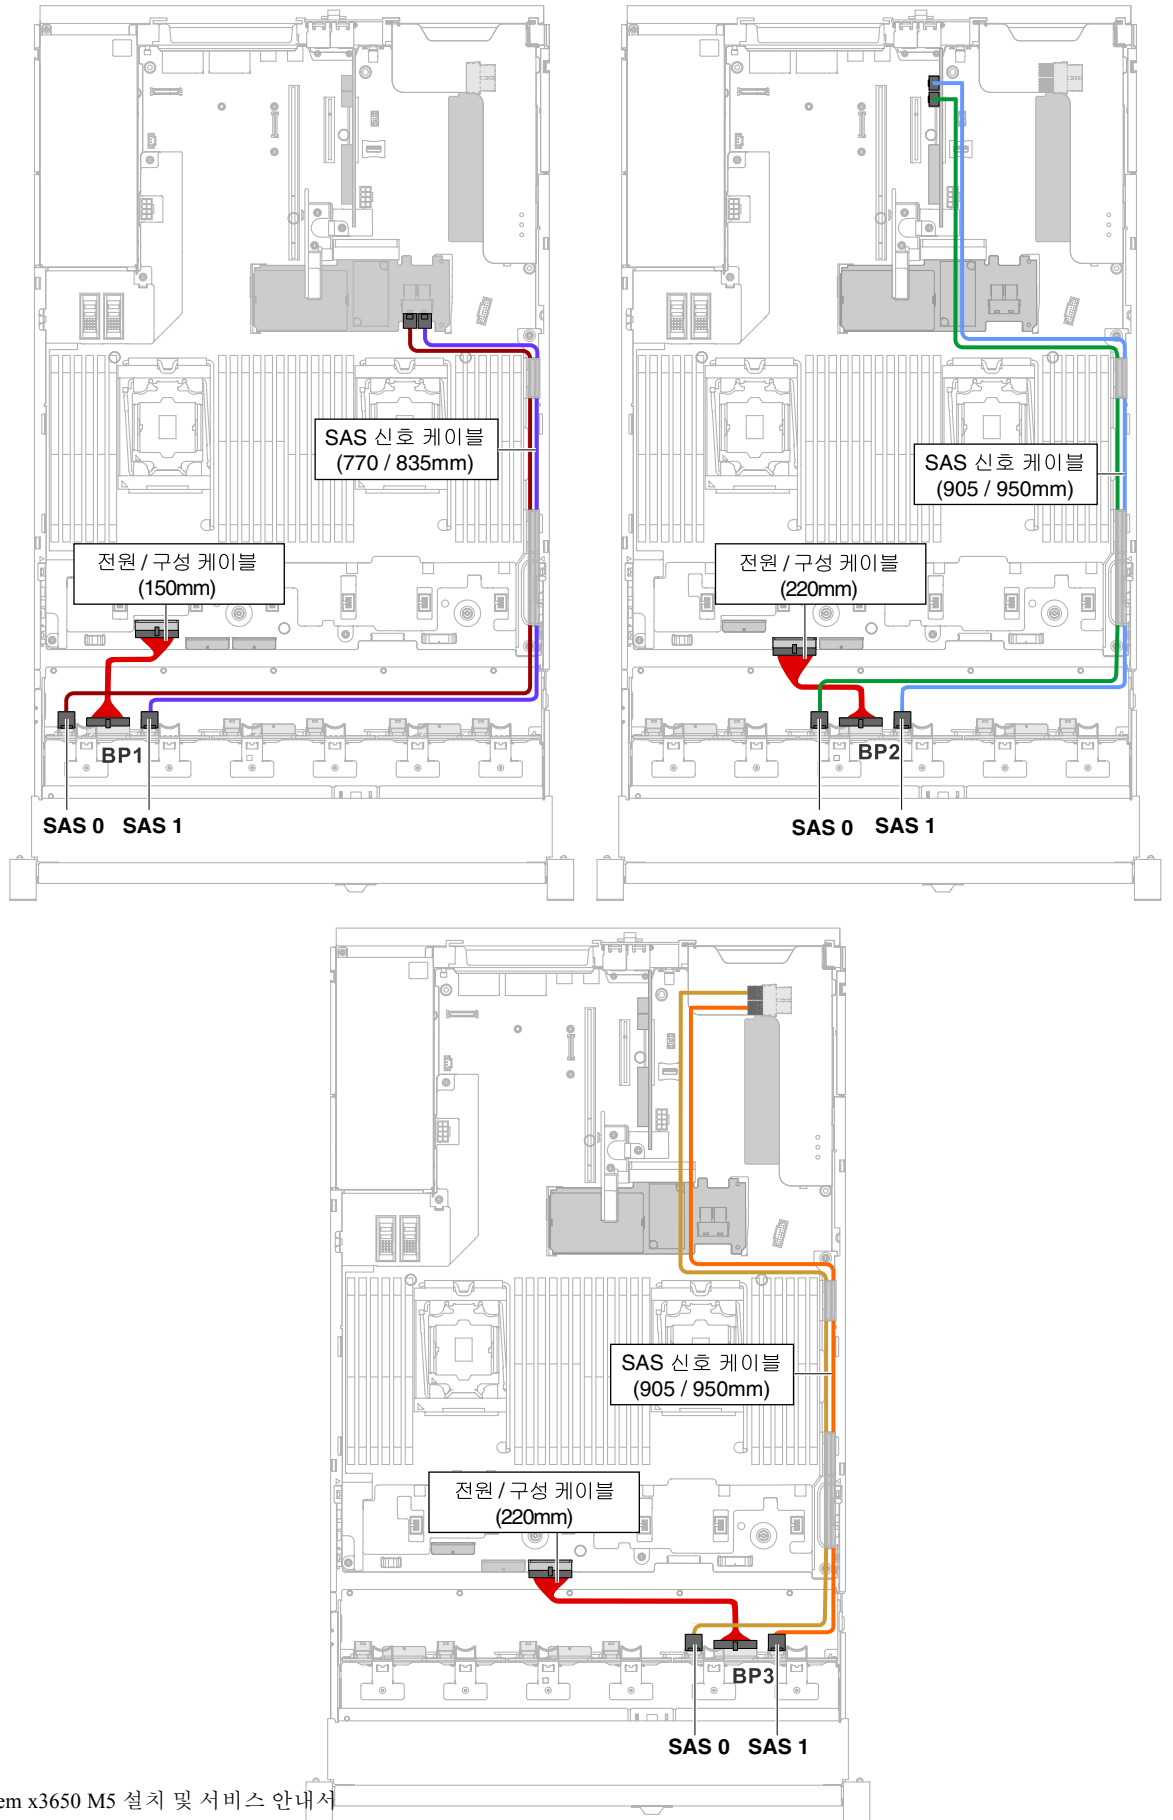 SAS 신호 케이블
(770 / 835mm)
전원 / 구성 케이블
(150mm)
BP1
SAS 0 SAS 1
SAS 신호 케이블
(905 / 950mm)
전원 / 구성 케이블
(220mm)
BP2
SAS 0 SAS 1
SAS 신호 케이블
(905 / 950mm)
전원 / 구성 케이블
(220mm)
BP3
SAS 0 SAS 1
em x3650 M5 설치 및 서비스 안내서